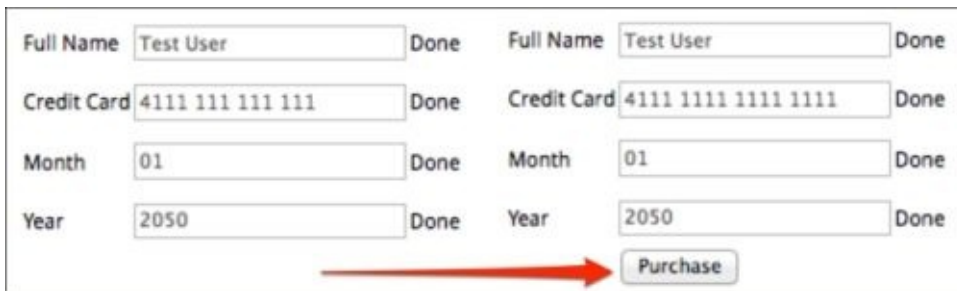 Full Name Test User Done
Credit Card 4111 111 111 111 Done
Month 01 Done
Year 2050 Done
Full Name Test User Done
Credit Card 4111 1111 1111 1111 Done
Month 01 Done
Year 2050 Done
Purchase